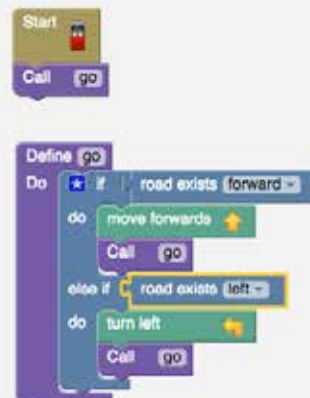 Start
Call go
Define go
Do if road exists forward
do move forwards
Call go
else if road exists left
do turn left
Call go